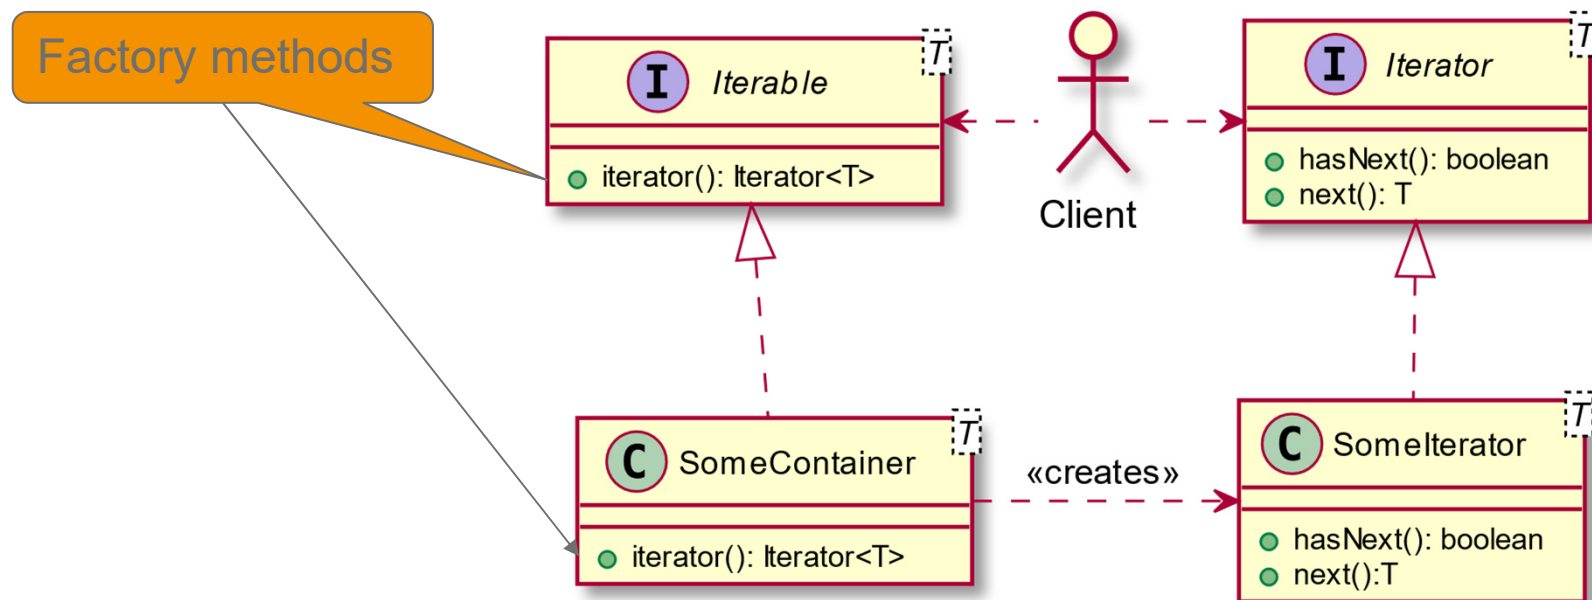 Factory methods
I Iterable T
iterator(): Iterator<T>
Client
I Iterator T
hasNext(): boolean
next(): T
C SomeContainer T
iterator(): Iterator<T>
«creates»
C SomeIterator T
hasNext(): boolean
next():T